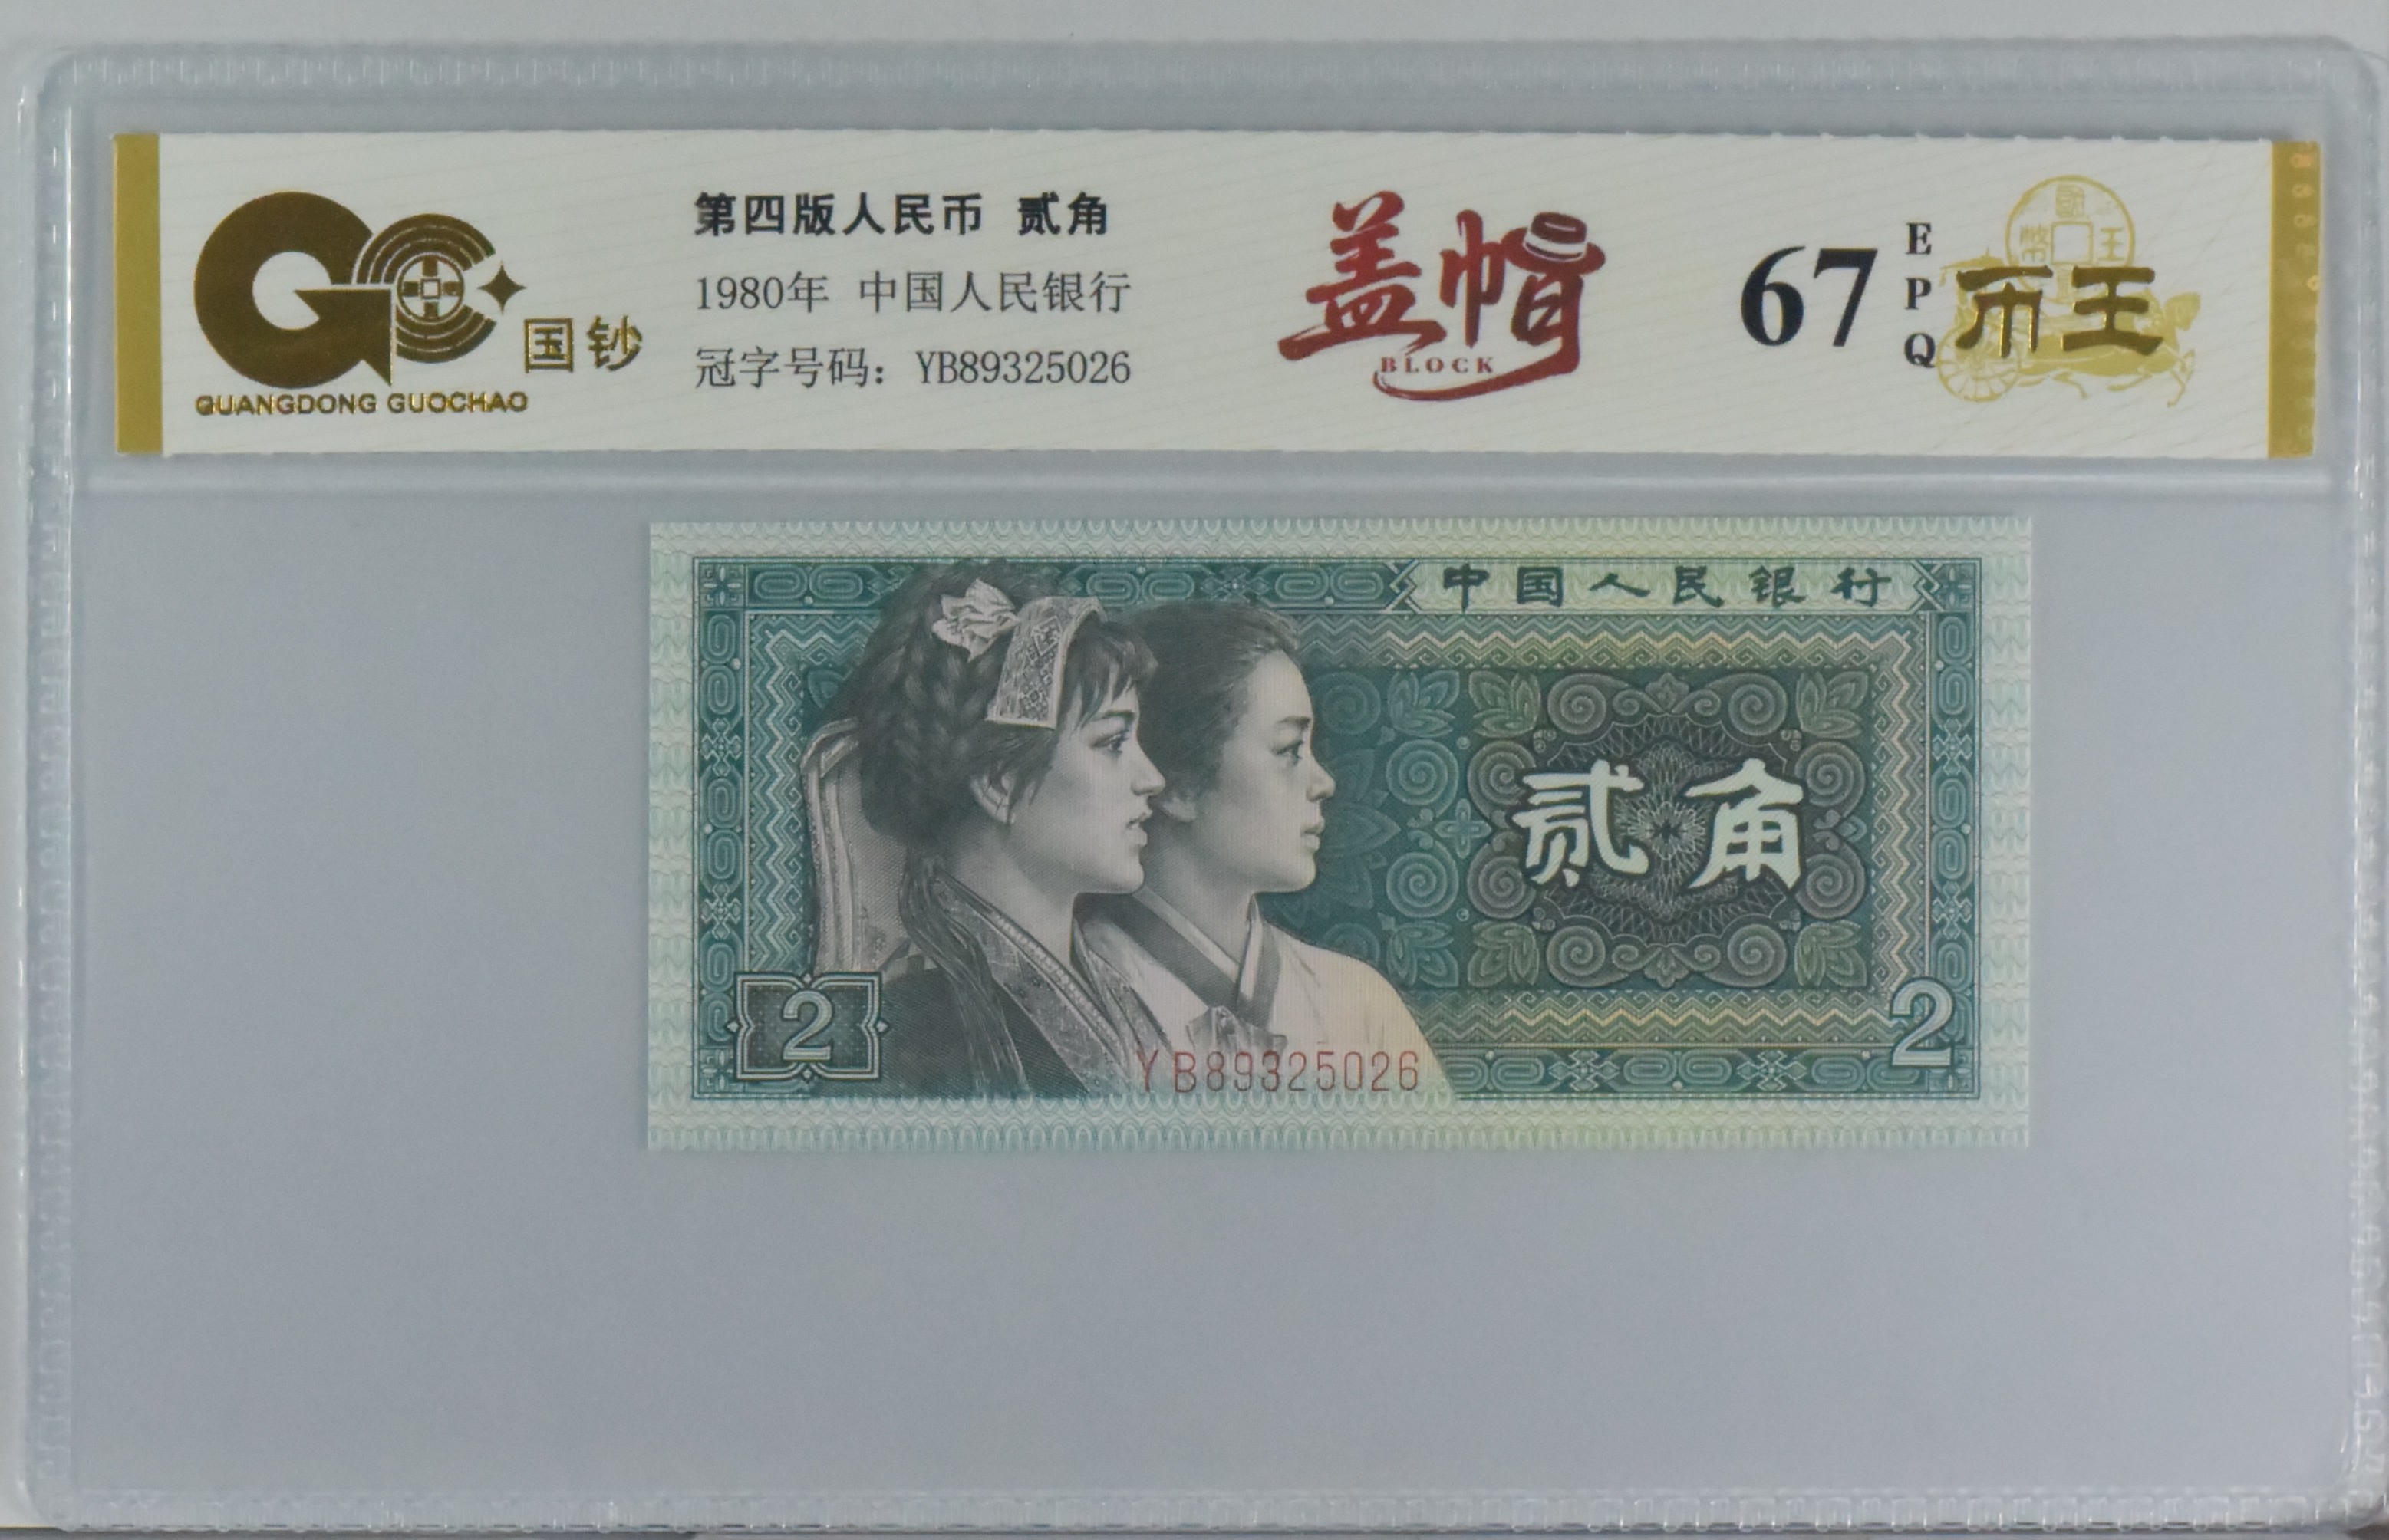 国钞
GUANGDONG GUOCHAO
第四版人民币 贰角
1980年 中国人民银行
冠字号码：YB89325026
盖帽
BLOCK
67
E
P
Q
币王
中国人民银行
贰角
2
2
YB89325026